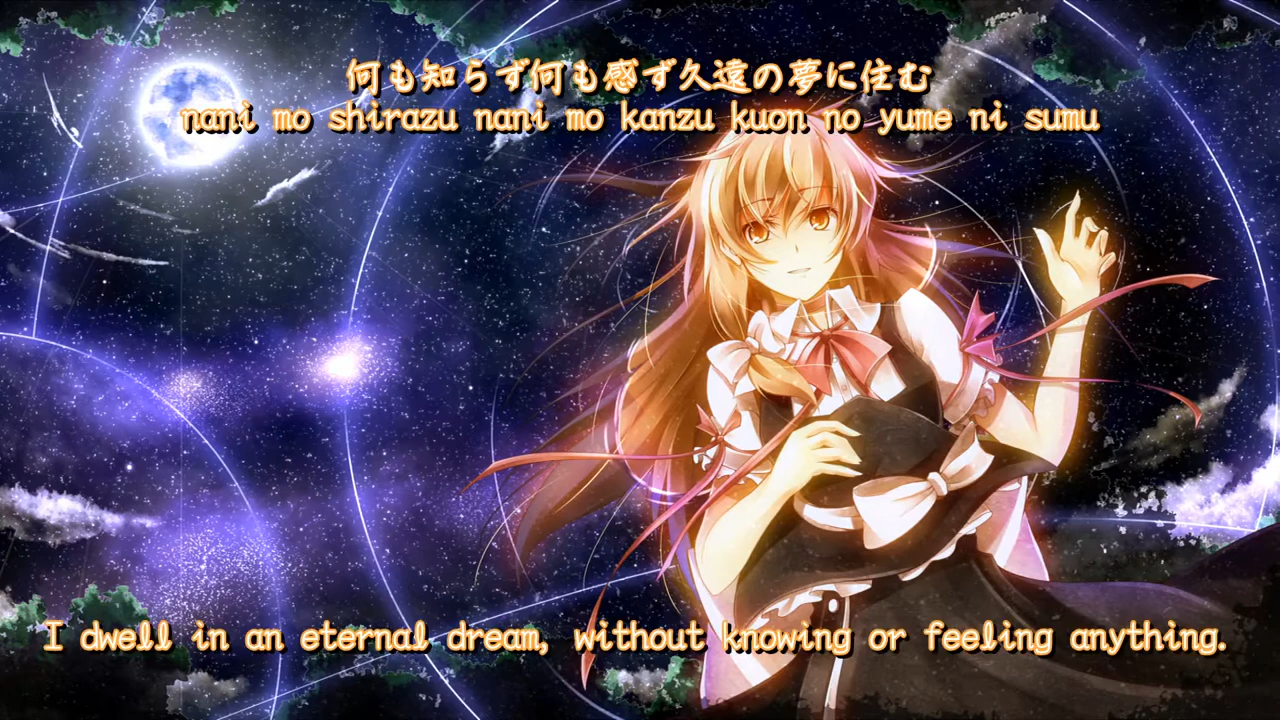 何も知らず何も感ず久遠の夢に住む
nani mo shirazu nani mo kanzu kuon no yume ni sumu
I dwell in an eternal dream, without knowing or feeling anything.